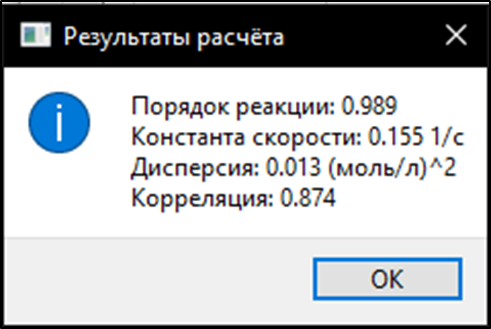 Результаты расчёта
Порядок реакции: 0.989
Константа скорости: 0.155 1/с
Дисперсия: 0.013 (моль/л)^2
Корреляция: 0.874
OK